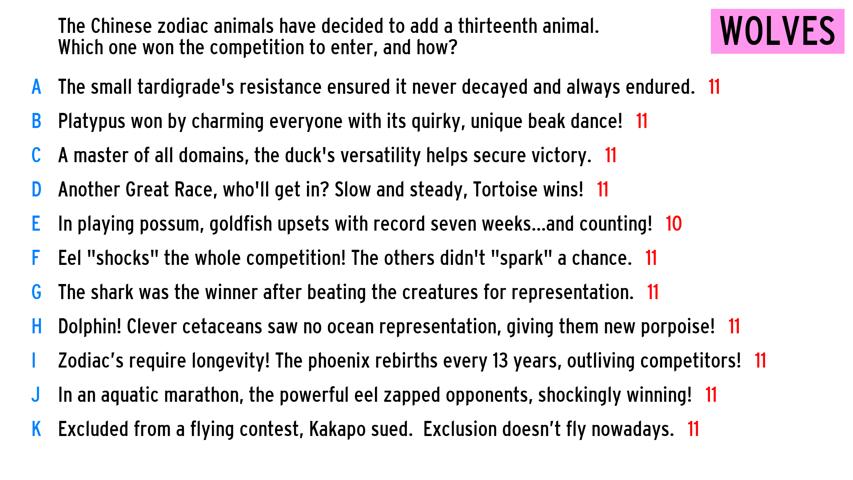 The Chinese zodiac animals have decided to add a thirteenth animal.
Which one won the competition to enter, and how?
WOLVES
A The small tardigrade's resistance ensured it never decayed and always endured. 11
B Platypus won by charming everyone with its quirky, unique beak dance! 11
C A master of all domains, the duck's versatility helps secure victory. 11
D Another Great Race, who'll get in? Slow and steady, Tortoise wins! 11
E In playing possum, goldfish upsets with record seven weeks...and counting! 10
F Eel "shocks" the whole competition! The others didn't "spark" a chance. 11
G The shark was the winner after beating the creatures for representation. 11
H Dolphin! Clever cetaceans saw no ocean representation, giving them new porpoise! 11
I Zodiac’s require longevity! The phoenix rebirths every 13 years, outliving competitors! 11
J In an aquatic marathon, the powerful eel zapped opponents, shockingly winning! 11
K Excluded from a flying contest, Kakapo sued.  Exclusion doesn’t fly nowadays. 11